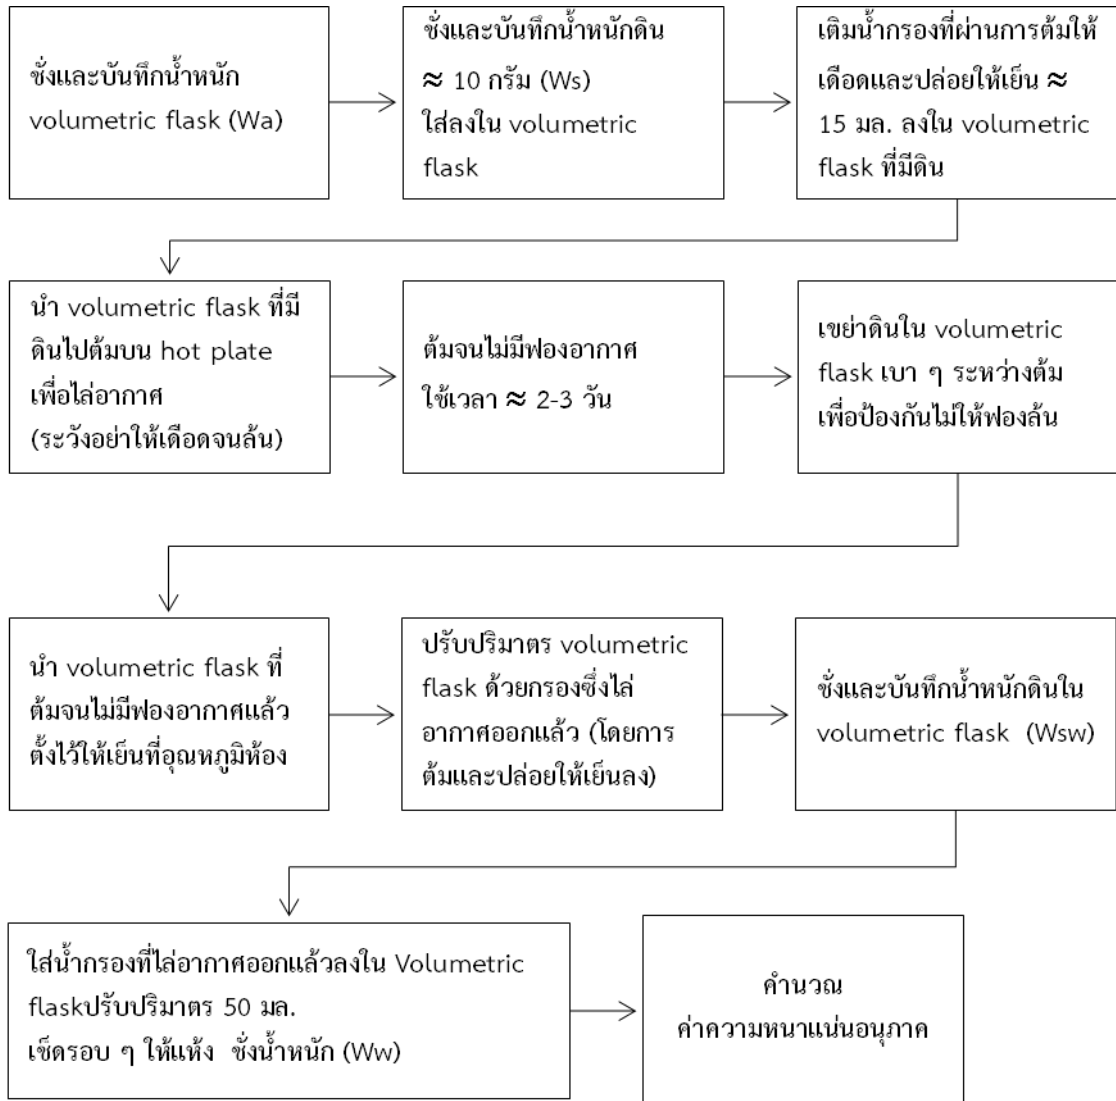 ชั่งและบันทึกน้ำหนัก
volumetric flask (Wa)
ชั่งและบันทึกน้ำหนักดิน
≈ 10 กรัม (Ws)
ใส่ลงใน volumetric
flask
เติมน้ำกรองที่ผ่านการต้มให้
เดือดและปล่อยให้เย็น ≈
15 มล. ลงใน volumetric
flask ที่มีดิน
นำ volumetric flask ที่มี
ดินไปต้มบน hot plate
เพื่อไล่อากาศ
(ระวังอย่าให้เดือดจนล้น)
ต้มจนไม่มีฟองอากาศ
ใช้เวลา ≈ 2-3 วัน
เขย่าดินใน volumetric
flask เบา ๆ ระหว่างต้ม
เพื่อป้องกันไม่ให้ฟองล้น
นำ volumetric flask ที่
ต้มจนไม่มีฟองอากาศแล้ว
ตั้งไว้ให้เย็นที่อุณหภูมิห้อง
ปรับปริมาตร volumetric
flask ด้วยกรองซึ่งไล่
อากาศออกแล้ว (โดยการ
ต้มและปล่อยให้เย็นลง)
ชั่งและบันทึกน้ำหนักดินใน
volumetric flask (Wsw)
ใส่น้ำกรองที่ไล่อากาศออกแล้วลงใน Volumetric
flaskปรับปริมาตร 50 มล.
เช็ดรอบ ๆ ให้แห้ง ชั่งน้ำหนัก (Ww)
คำนวณ
ค่าความหนาแน่นอนุภาค